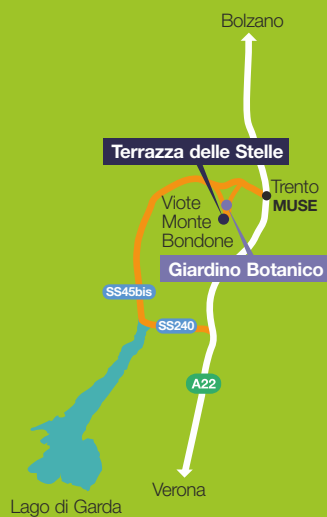 Bolzano
Terrazza delle Stelle
Trento
MUSE
Viote
Monte
Bondone
Giardino Botanico
SS45bis
SS240
A22
Verona
Lago di Garda